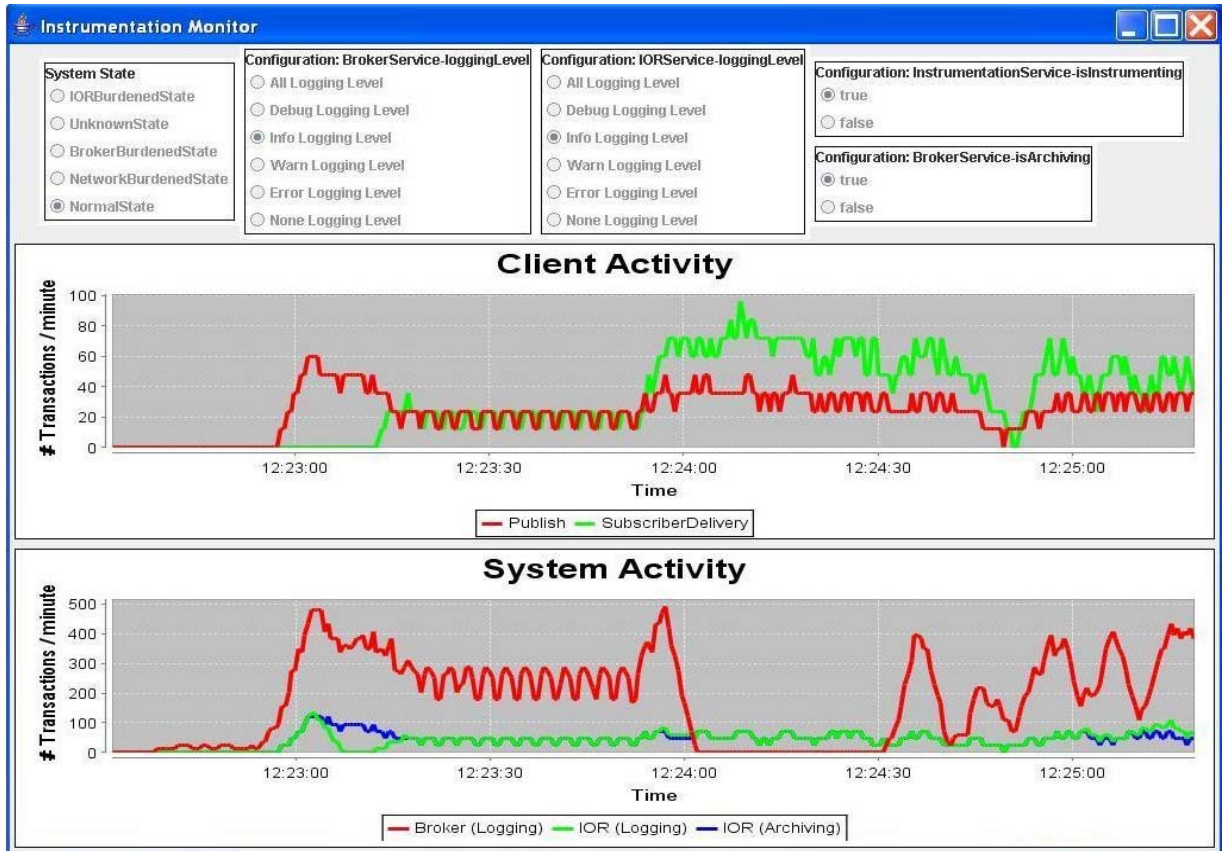 Instrumentation Monitor
System State
IORBurdenedState
UnknownState
BrokerBurdenedState
NetworkBurdenedState
NormalState
Configuration: BrokerService-loggingLevel
All Logging Level
Debug Logging Level
Info Logging Level
Warn Logging Level
Error Logging Level
None Logging Level
Configuration: IORService-loggingLevel
All Logging Level
Debug Logging Level
Info Logging Level
Warn Logging Level
Error Logging Level
None Logging Level
Configuration: InstrumentationService-isInstrumenting
true
false
Configuration: BrokerService-isArchiving
true
false
Client Activity
# Transactions / minute
100
80
60
40
20
0
12:23:00 12:23:30 12:24:00 12:24:30 12:25:00
Time
Publish SubscriberDelivery
System Activity
# Transactions / minute
500
400
300
200
100
0
12:23:00 12:23:30 12:24:00 12:24:30 12:25:00
Time
Broker (Logging) IOR (Logging) IOR (Archiving)